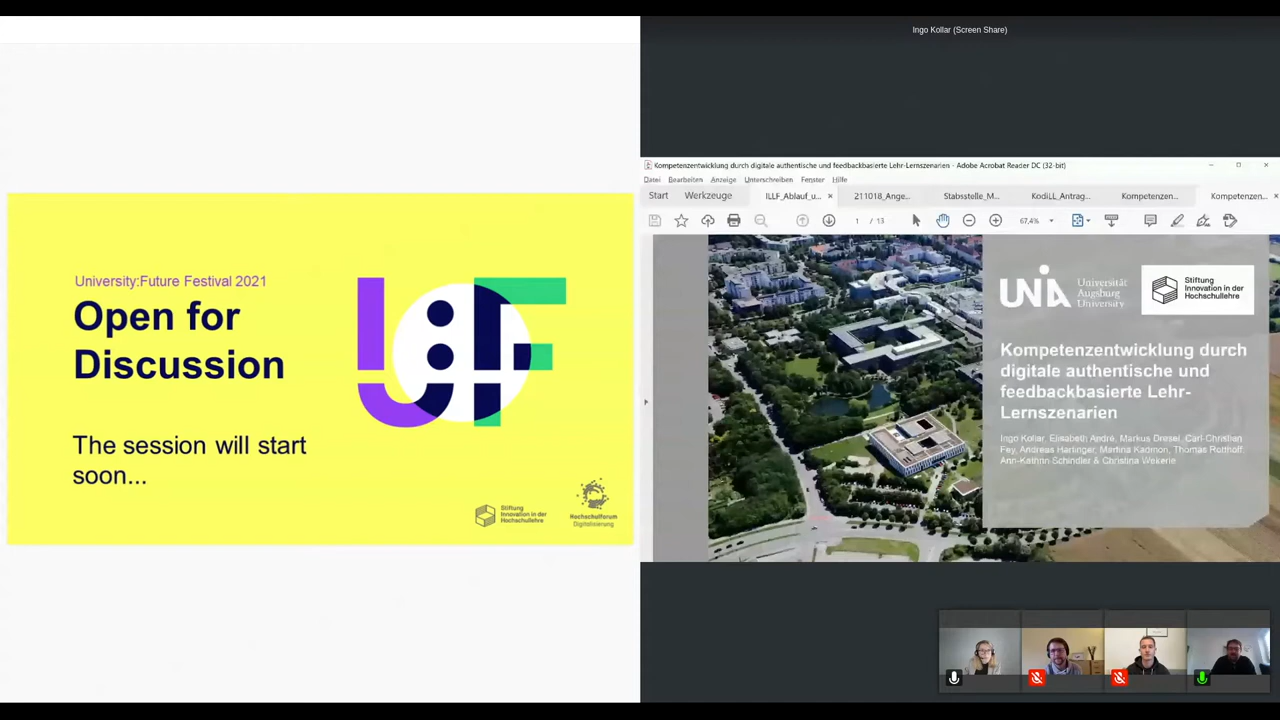 Ingo Kollar (Screen Share)
University:Future Festival 2021
Open for
Discussion
The session will start
soon...
Stiftung
Innovation in der
Hochschullehre
Hochschulforum
Digitalisierung
Kompetenzentwicklung durch digitale authentische und feedbackbasierte Lehr-Lernszenarien - Adobe Acrobat Reader DC (32-bit)
Datei Bearbeiten Anzeige Unterschreiben Fenster Hilfe
Start Werkzeuge ILLF_Ablauf_u... × 211018_Ange... Stabsstelle_M... KodiLL_Antrag... Kompetenzen... Kompetenzen... ×
1 / 13 67,4%
UNIA Universität
Augsburg
University
Stiftung
Innovation in der
Hochschullehre
Kompetenzentwicklung durch
digitale authentische und
feedbackbasierte Lehr-
Lernszenarien
Ingo Kollar, Elisabeth André, Markus Dresel, Carl-Christian
Fey, Andreas Hartinger, Martina Kadmon, Thomas Rotthoff,
Ann-Kathrin Schindler & Christina Wekerle